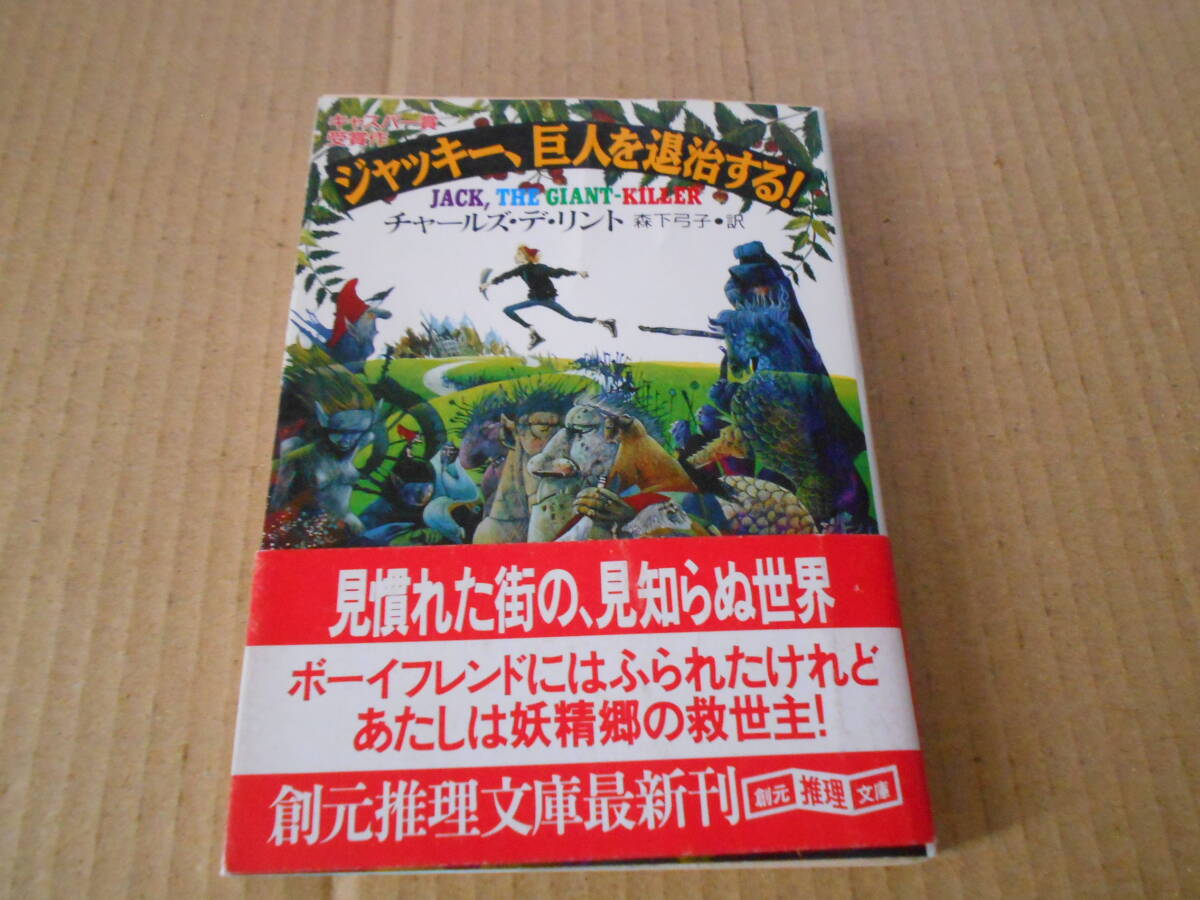 キャスパー賞
受賞作
ジャッキー、巨人を退治する!
JACK, THE GIANT-KILLER
チャールズ・デ・リント 森下弓子・訳
見慣れた街の、見知らぬ世界
ボーイフレンドにはふられたけれど
あたしは妖精郷の救世主!
創元推理文庫最新刊 創元 推理 文庫